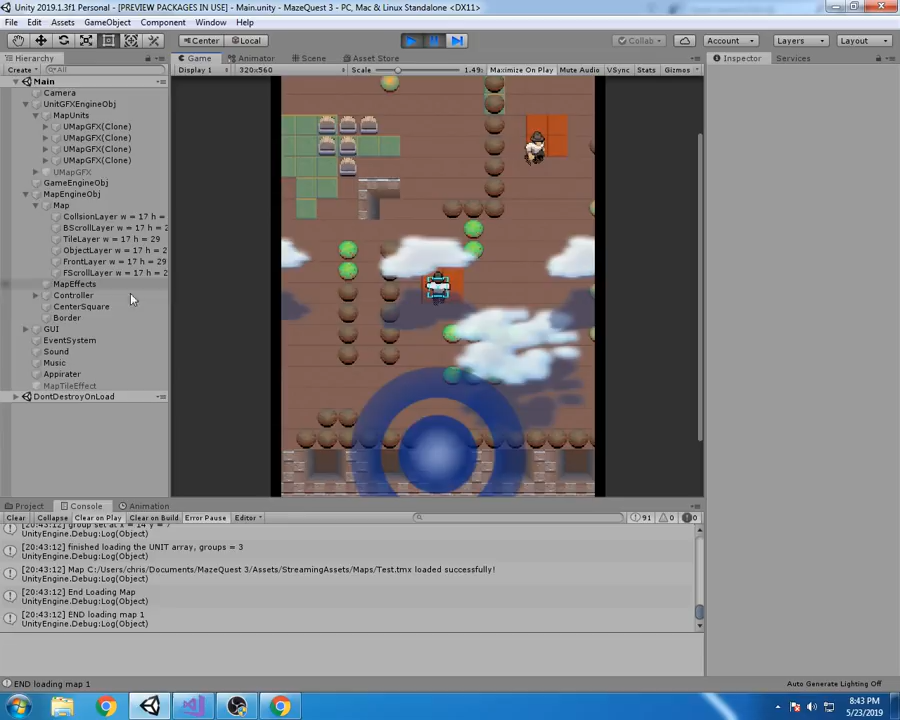 Unity 2019.1.3f1 Personal - [PREVIEW PACKAGES IN USE] - Main.unity - MazeQuest 3 - PC, Mac & Linux Standalone <DX11>
File Edit Assets GameObject Component Window Help
Center Local Collab Account Layers Layout
Hierarchy Game Animator Scene Asset Store Inspector Services
Create All Display 1 320x560 Scale 1.49 Maximize On Play Mute Audio VSync Stats Gizmos
Main
Camera
UnitGFXEngineObj
MapUnits
UMapGFX(Clone)
UMapGFX(Clone)
UMapGFX(Clone)
UMapGFX(Clone)
UMapGFX
GameEngineObj
MapEngineObj
Map
CollsionLayer w = 17 h =
BScrollLayer w = 17 h = 2
TileLayer w = 17 h = 29
ObjectLayer w = 17 h = 2
FrontLayer w = 17 h = 29
FScrollLayer w = 17 h = 2
MapEffects
Controller
CenterSquare
Border
GUI
EventSystem
Sound
Music
Appirater
MapTileEffect
DontDestroyOnLoad
Project Console Animation
Clear Collapse Clear on Play Clear on Build Error Pause Editor 91 0 0
UnityEngine.Debug:Log(Object)
[20:43:12] finished loading the UNIT array, groups = 3
UnityEngine.Debug:Log(Object)
[20:43:12] Map C:/Users/chris/Documents/MazeQuest 3/Assets/StreamingAssets/Maps/Test.tmx loaded successfully!
UnityEngine.Debug:Log(Object)
[20:43:12] End Loading Map
UnityEngine.Debug:Log(Object)
[20:43:12] END loading map 1
UnityEngine.Debug:Log(Object)
END loading map 1
Auto Generate Lighting Off
8:43 PM
5/23/2019